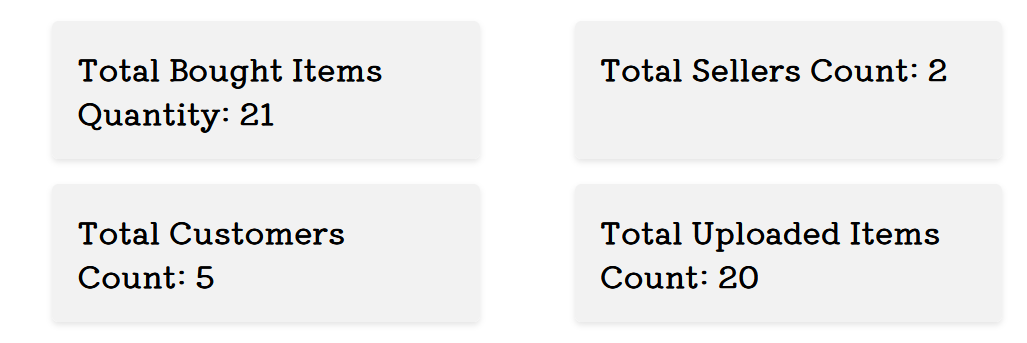 Total Bought Items
Quantity: 21
Total Sellers Count: 2
Total Customers
Count: 5
Total Uploaded Items
Count: 20